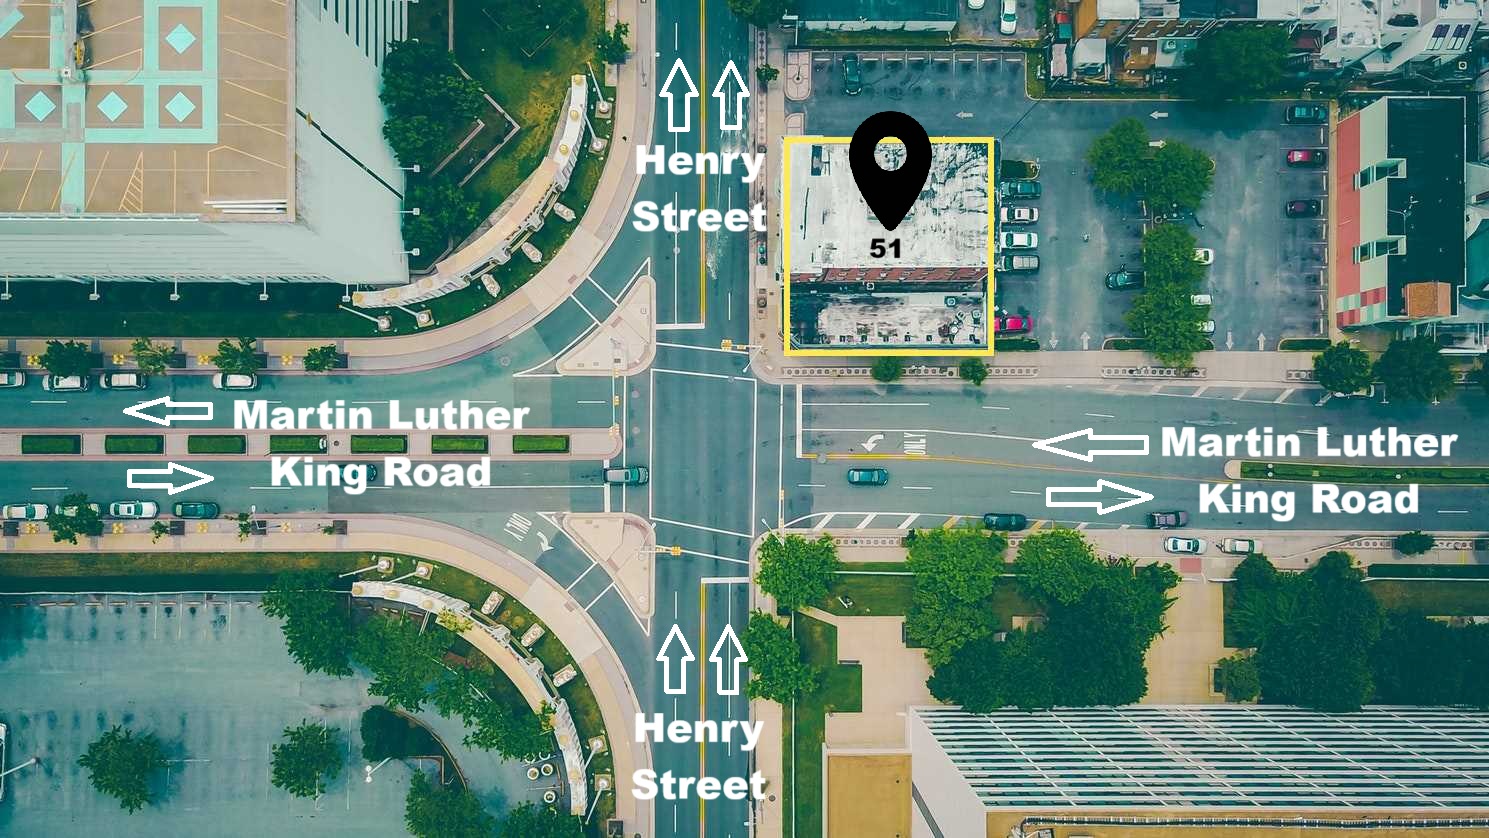 Henry
Street
51
Martin Luther
King Road
ONLY
Martin Luther
King Road
ONLY
Henry
Street